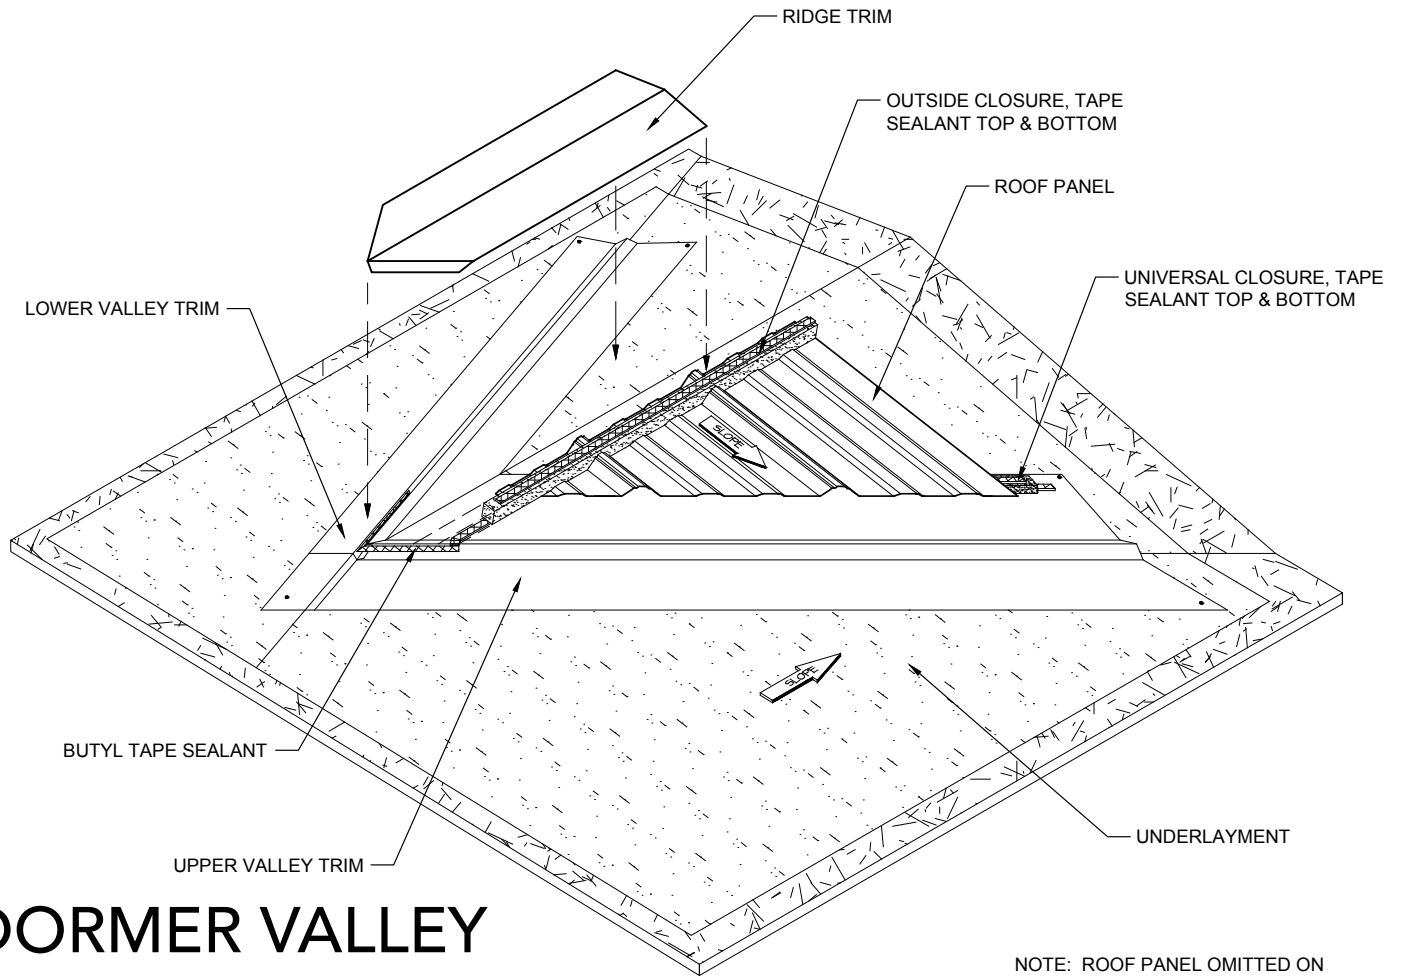 RIDGE TRIM
OUTSIDE CLOSURE, TAPE
SEALANT TOP & BOTTOM
ROOF PANEL
UNIVERSAL CLOSURE, TAPE
SEALANT TOP & BOTTOM
LOWER VALLEY TRIM
SLOPE
SLOPE
BUTYL TAPE SEALANT
UNDERLAYMENT
UPPER VALLEY TRIM
DORMER VALLEY
NOTE: ROOF PANEL OMITTED ON